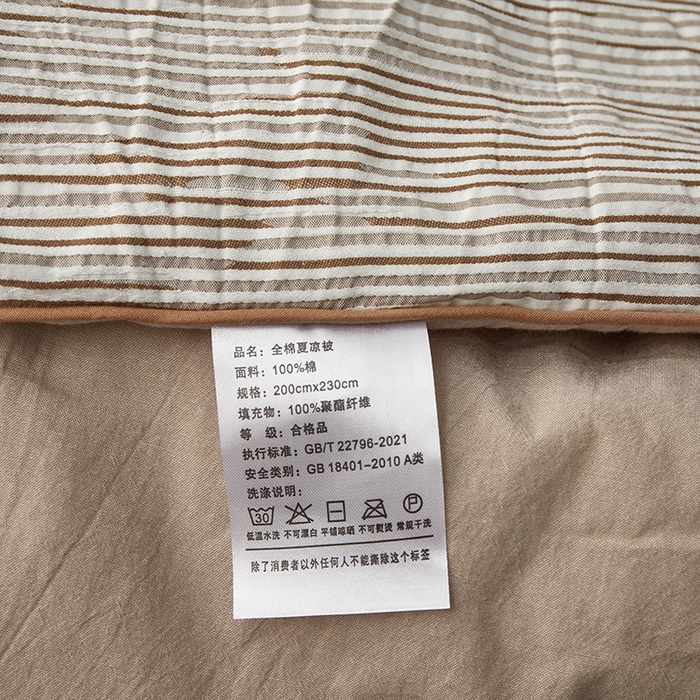 品名：全棉夏凉被
面料：100%棉
规格：200cmx230cm
填充物：100%聚酯纤维
等　级：合格品
执行标准：GB/T 22796-2021
安全类别：GB 18401-2010 A类
洗涤说明：
30 P
低温水洗 不可漂白 平铺晾晒 不可熨烫 常规干洗
除了消费者以外任何人不能撕除这个标签